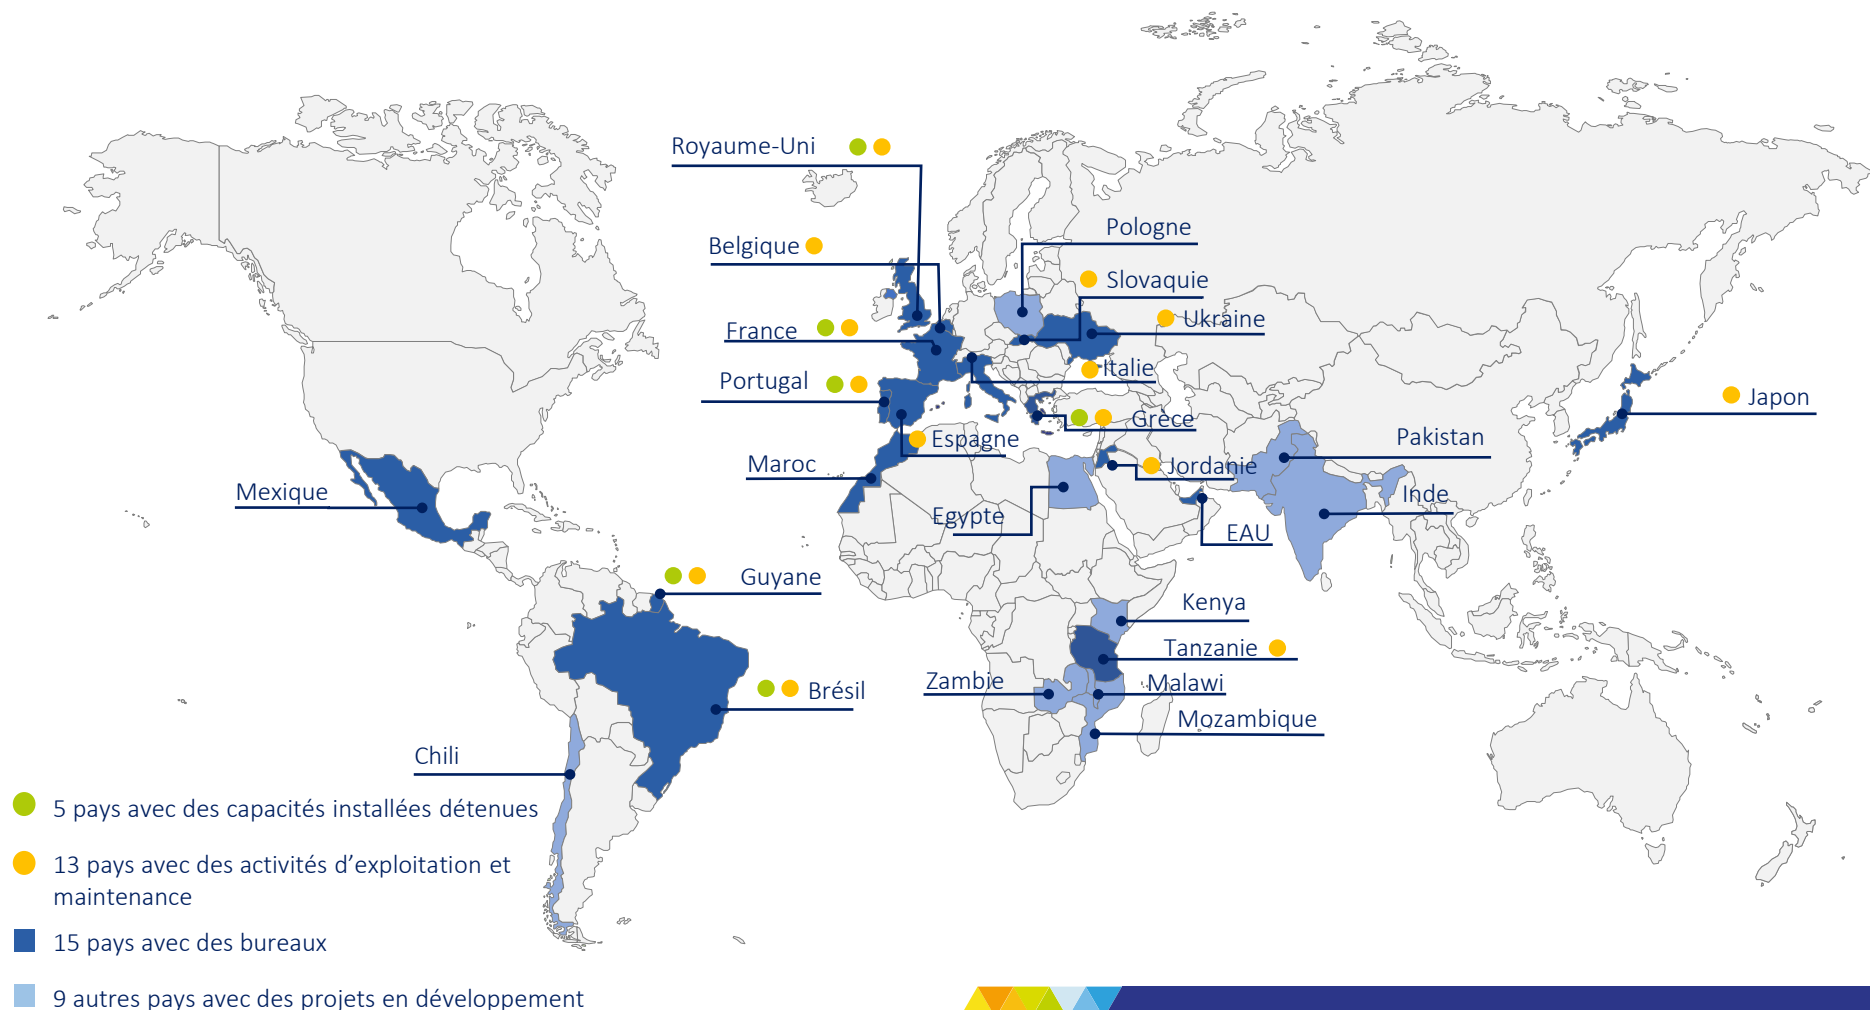 Royaume-Uni
Pologne
Belgique
Slovaquie
Ukraine
France
Italie
Portugal
Japon
Grèce
Espagne
Pakistan
Maroc
Jordanie
Mexique
Inde
Egypte
EAU
Guyane
Kenya
Tanzanie
Zambie
Malawi
Brésil
Mozambique
Chili
5 pays avec des capacités installées détenues
13 pays avec des activités d’exploitation et
maintenance
15 pays avec des bureaux
9 autres pays avec des projets en développement